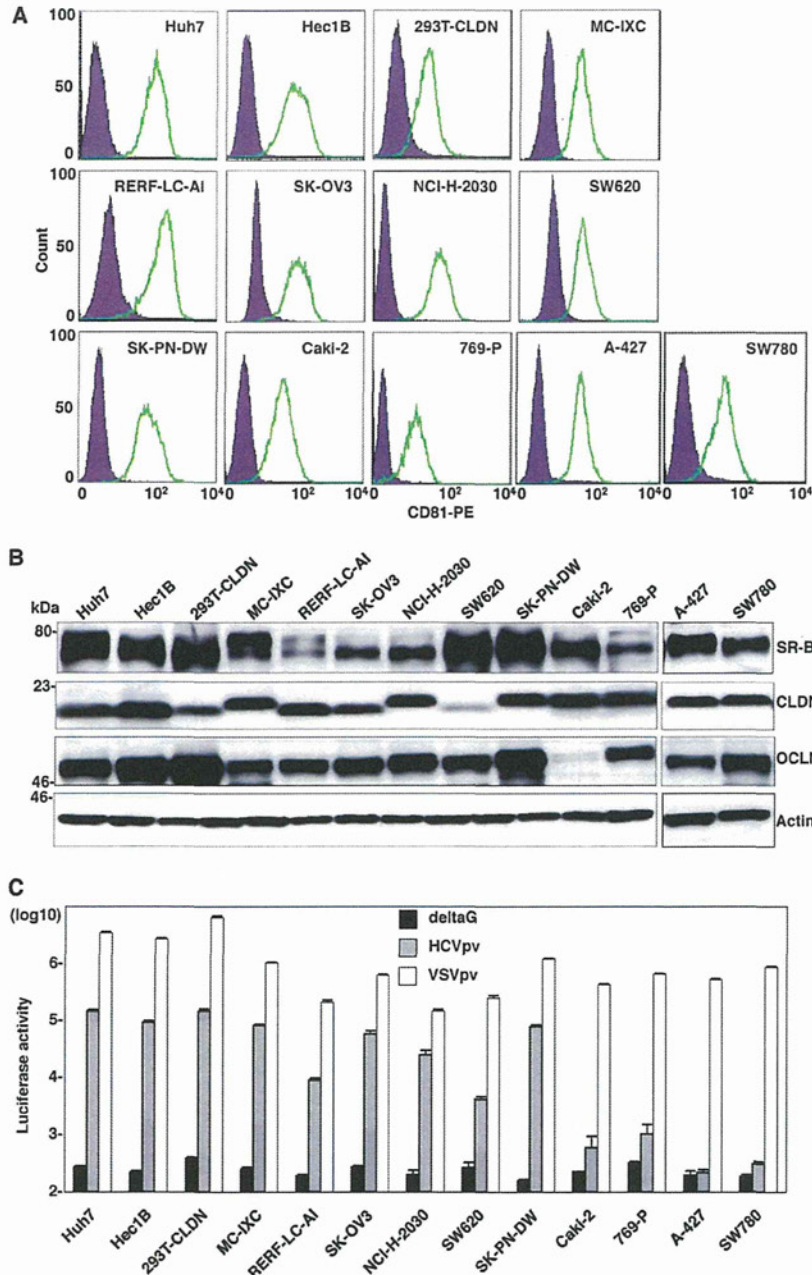 A
100
50
0
Huh7
Hec1B
293T-CLDN
MC-IXC
Count
100
50
0
RERF-LC-AI
SK-OV3
NCI-H-2030
SW620
100
50
0
SK-PN-DW
Caki-2
769-P
A-427
SW780
0 10² 10⁴
0 10² 10⁴
0 10² 10⁴
0 10² 10⁴
0 10² 10⁴
CD81-PE
B
kDa
Huh7
Hec1B
293T-CLDN
MC-IXC
RERF-LC-AI
SK-OV3
NCI-H-2030
SW620
SK-PN-DW
Caki-2
769-P
A-427
SW780
80-
SR-B
23-
CLDN
OCLN
46-
46-
Actin
C
(log10)
6-
5-
4-
3-
2-
Luciferase activity
deltaG
HCVpv
VSVpv
Huh7
Hec1B
293T-CLDN
MC-IXC
RERF-LC-AI
SK-OV3
NCI-H-2030
SW620
SK-PN-DW
Caki-2
769-P
A-427
SW780